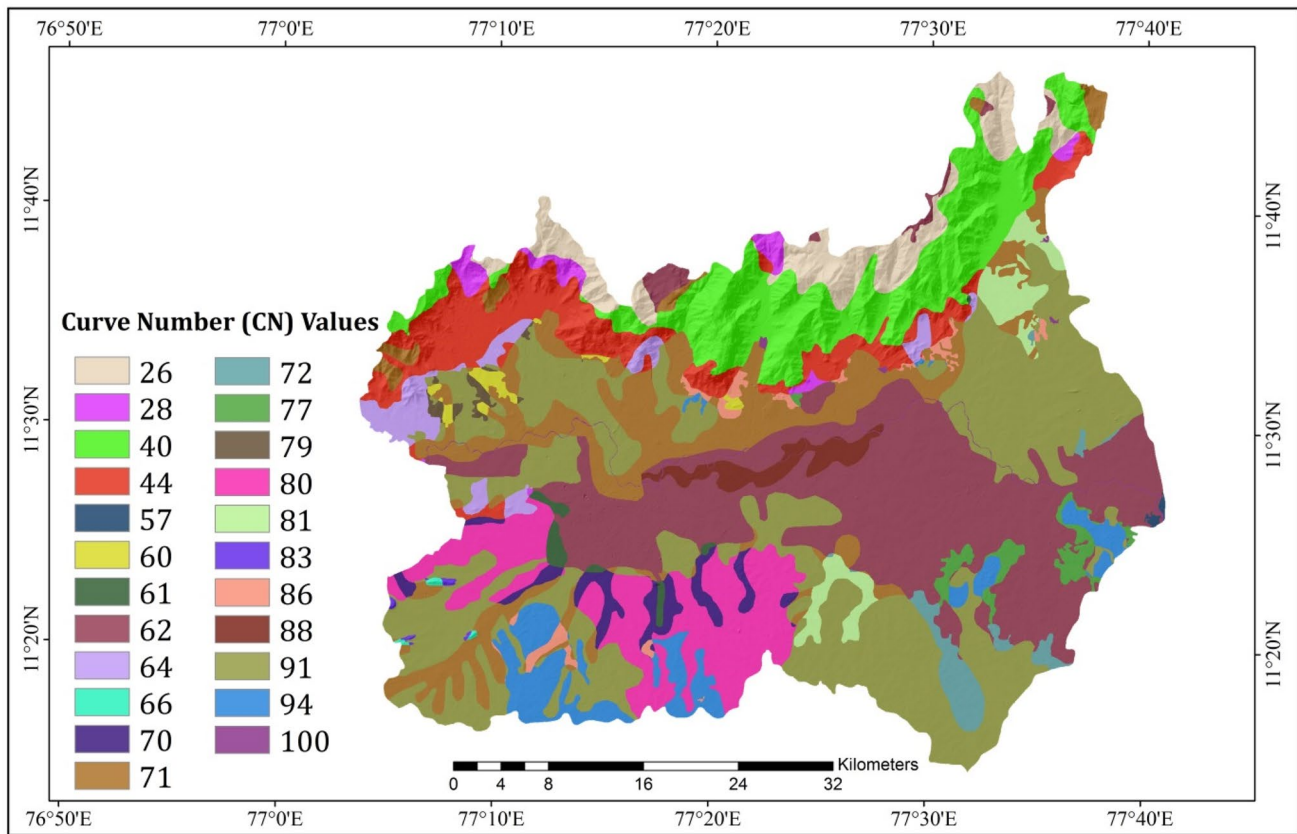 76°50'E 77°0'E 77°10'E 77°20'E 77°30'E 77°40'E
11°40'N 11°40'N
11°30'N 11°30'N
11°20'N 11°20'N
Curve Number (CN) Values
26 72
28 77
40 79
44 80
57 81
60 83
61 86
62 88
64 91
66 94
70 100
71
Kilometers
0 4 8 16 24 32
76°50'E 77°0'E 77°10'E 77°20'E 77°30'E 77°40'E